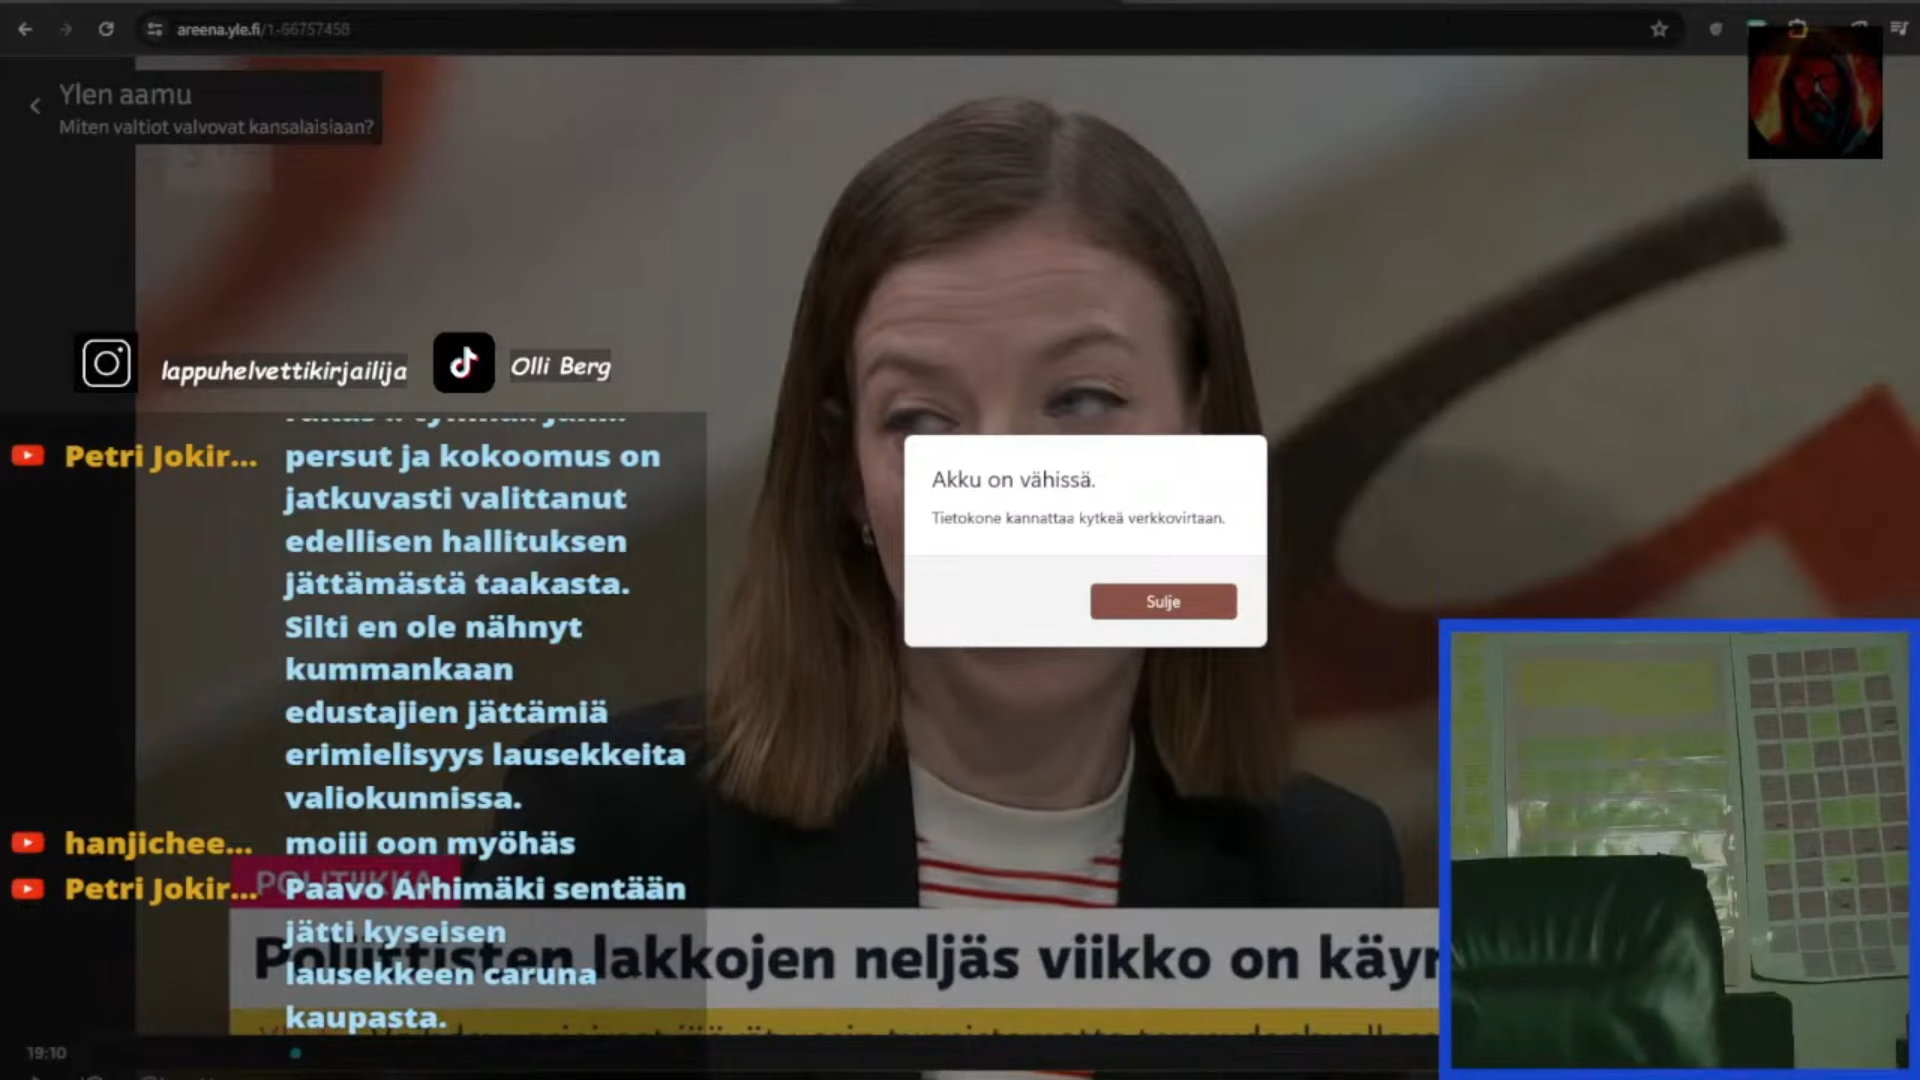 areena.yle.fi/1-66757458
Ylen aamu
Miten valtiot valvovat kansalaisiaan?
lappuhelvettikirjailija
Olli Berg
Petri Jokir...
persut ja kokoomus on
jatkuvasti valittanut
edellisen hallituksen
jättämästä taakasta.
Silti en ole nähnyt
kummankaan
edustajien jättämiä
erimielisyys lausekkeita
valiokunnissa.
hanjichee...
moiii oon myöhäs
Petri Jokir...
Paavo Arhimäki sentään
jätti kyseisen
lausekkeen caruna
kaupasta.
Akku on vähissä.
Tietokone kannattaa kytkeä verkkovirtaan.
Sulje
POLITIIKKA
Poliittisten lakkojen neljäs viikko on käyn
19:10